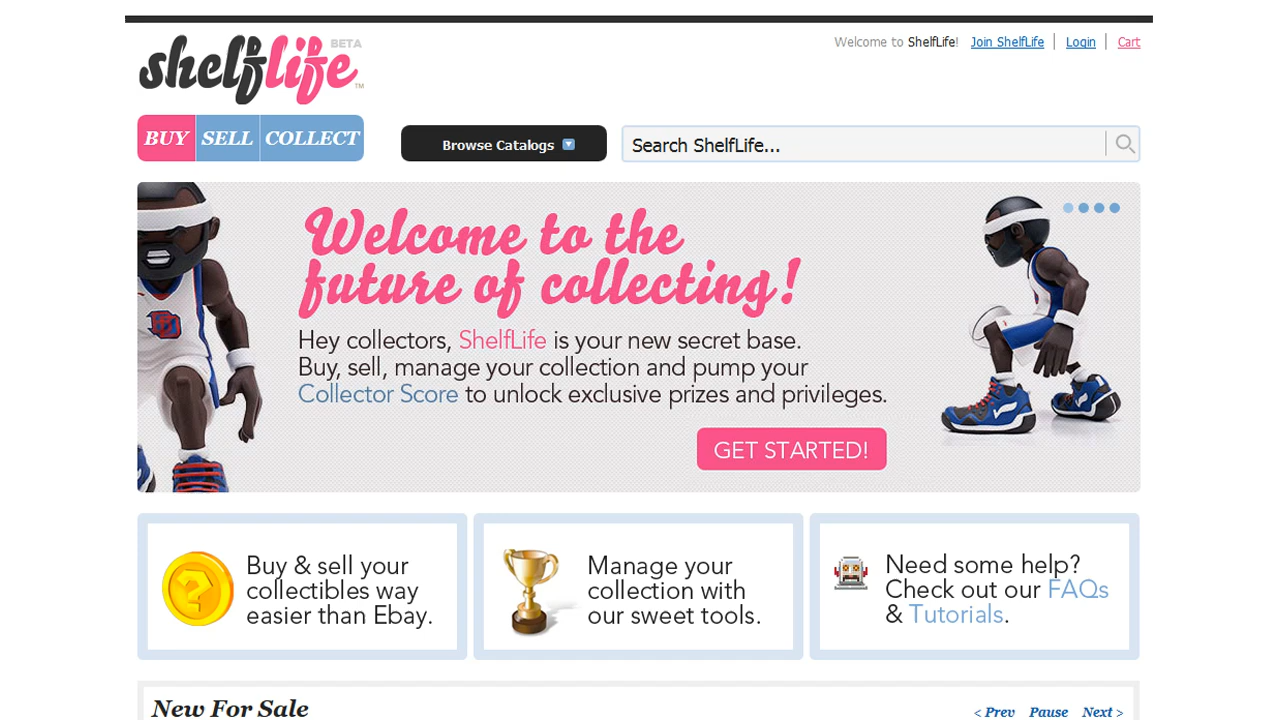 shelflife BETA ™
Welcome to ShelfLife! Join ShelfLife Login Cart
BUY SELL COLLECT
Browse Catalogs
Search ShelfLife...
Welcome to the
future of collecting!
Hey collectors, ShelfLife is your new secret base.
Buy, sell, manage your collection and pump your
Collector Score to unlock exclusive prizes and privileges.
GET STARTED!
Buy & sell your
collectibles way
easier than Ebay.
Manage your
collection with
our sweet tools.
Need some help?
Check out our FAQs
& Tutorials.
New For Sale
< Prev Pause Next >